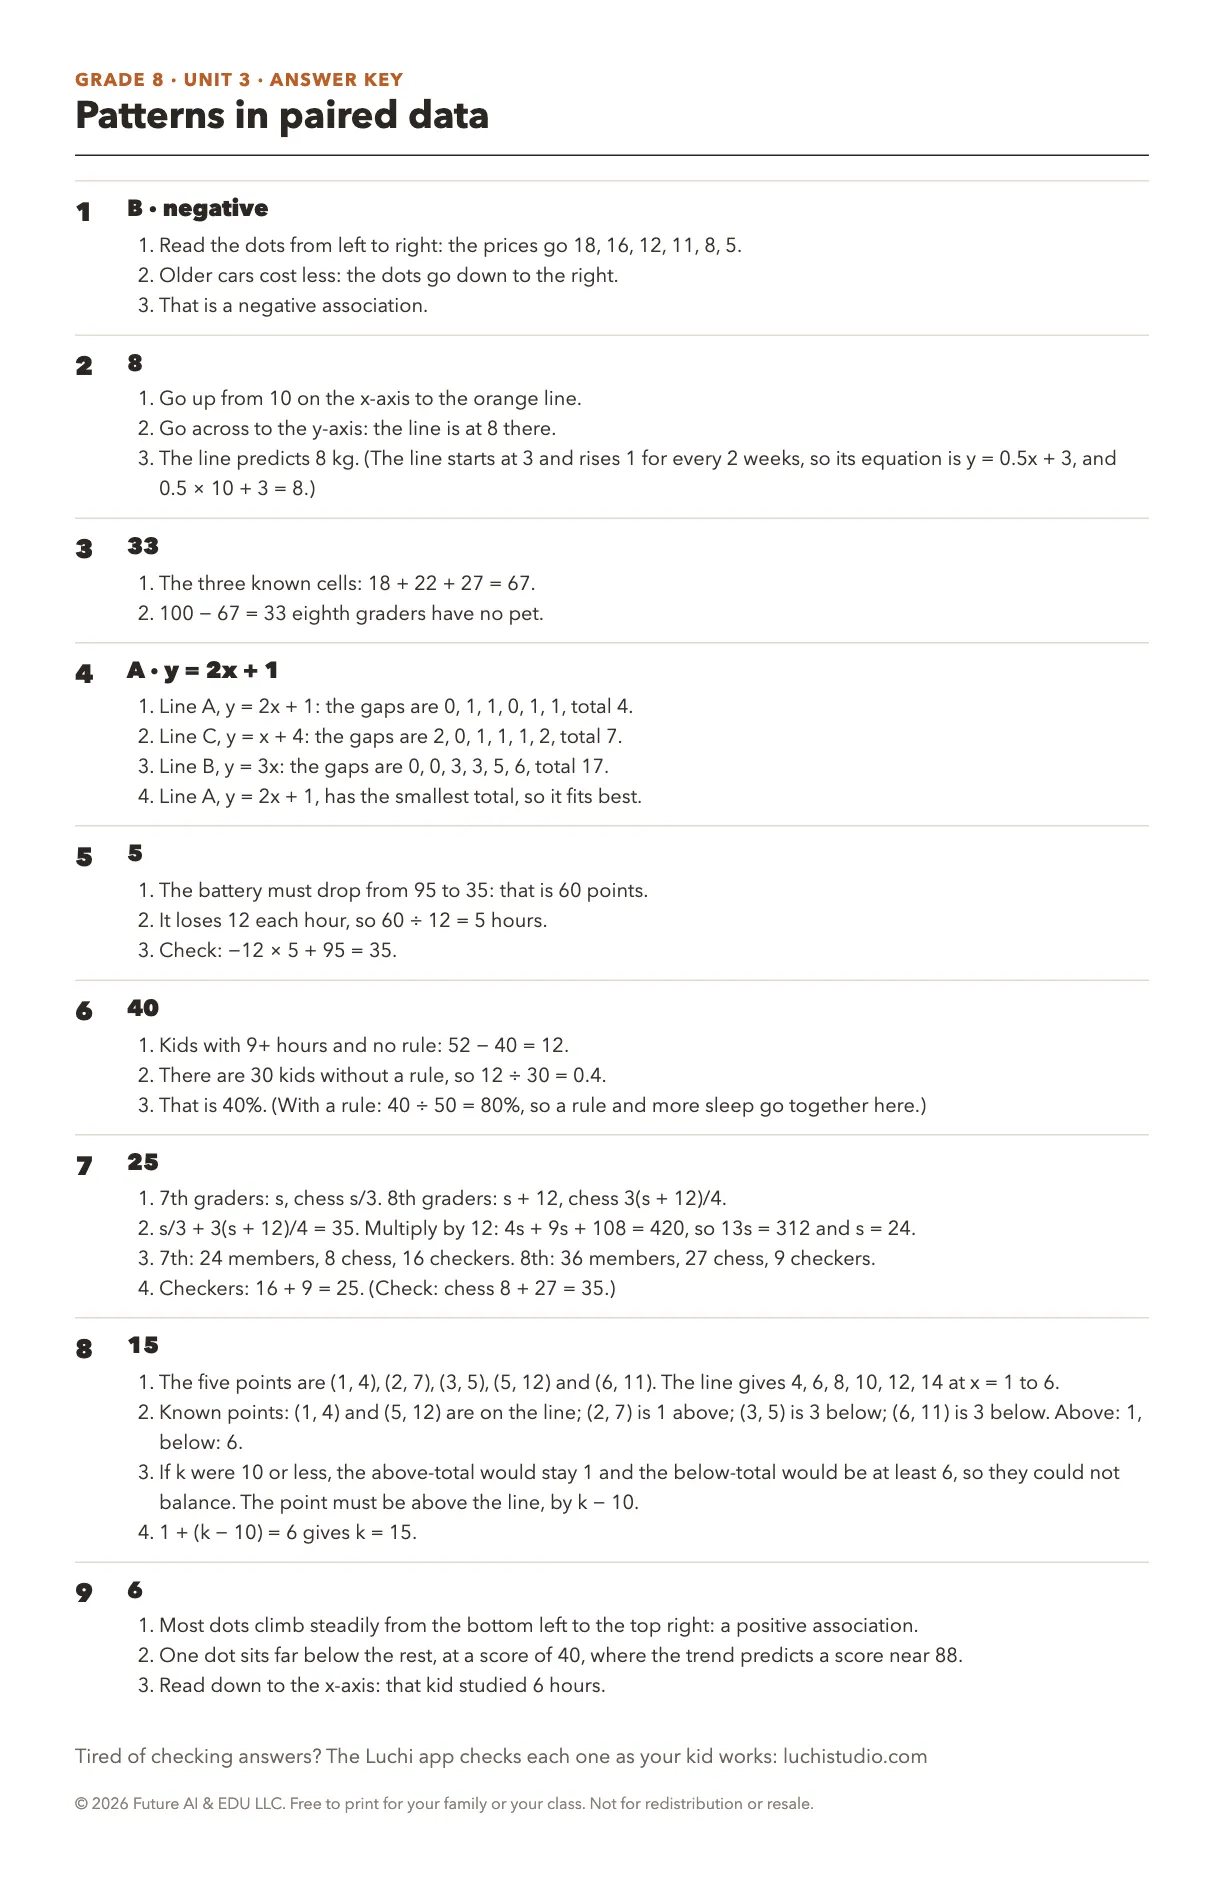 GRADE 8 · UNIT 3 · ANSWER KEY
Patterns in paired data
1 B · negative
1. Read the dots from left to right: the prices go 18, 16, 12, 11, 8, 5.
2. Older cars cost less: the dots go down to the right.
3. That is a negative association.
2 8
1. Go up from 10 on the x-axis to the orange line.
2. Go across to the y-axis: the line is at 8 there.
3. The line predicts 8 kg. (The line starts at 3 and rises 1 for every 2 weeks, so its equation is y = 0.5x + 3, and
0.5 × 10 + 3 = 8.)
3 33
1. The three known cells: 18 + 22 + 27 = 67.
2. 100 − 67 = 33 eighth graders have no pet.
4 A · y = 2x + 1
1. Line A, y = 2x + 1: the gaps are 0, 1, 1, 0, 1, 1, total 4.
2. Line C, y = x + 4: the gaps are 2, 0, 1, 1, 1, 2, total 7.
3. Line B, y = 3x: the gaps are 0, 0, 3, 3, 5, 6, total 17.
4. Line A, y = 2x + 1, has the smallest total, so it fits best.
5 5
1. The battery must drop from 95 to 35: that is 60 points.
2. It loses 12 each hour, so 60 ÷ 12 = 5 hours.
3. Check: −12 × 5 + 95 = 35.
6 40
1. Kids with 9+ hours and no rule: 52 − 40 = 12.
2. There are 30 kids without a rule, so 12 ÷ 30 = 0.4.
3. That is 40%. (With a rule: 40 ÷ 50 = 80%, so a rule and more sleep go together here.)
7 25
1. 7th graders: s, chess s/3. 8th graders: s + 12, chess 3(s + 12)/4.
2. s/3 + 3(s + 12)/4 = 35. Multiply by 12: 4s + 9s + 108 = 420, so 13s = 312 and s = 24.
3. 7th: 24 members, 8 chess, 16 checkers. 8th: 36 members, 27 chess, 9 checkers.
4. Checkers: 16 + 9 = 25. (Check: chess 8 + 27 = 35.)
8 15
1. The five points are (1, 4), (2, 7), (3, 5), (5, 12) and (6, 11). The line gives 4, 6, 8, 10, 12, 14 at x = 1 to 6.
2. Known points: (1, 4) and (5, 12) are on the line; (2, 7) is 1 above; (3, 5) is 3 below; (6, 11) is 3 below. Above: 1,
below: 6.
3. If k were 10 or less, the above-total would stay 1 and the below-total would be at least 6, so they could not
balance. The point must be above the line, by k − 10.
4. 1 + (k − 10) = 6 gives k = 15.
9 6
1. Most dots climb steadily from the bottom left to the top right: a positive association.
2. One dot sits far below the rest, at a score of 40, where the trend predicts a score near 88.
3. Read down to the x-axis: that kid studied 6 hours.
Tired of checking answers? The Luchi app checks each one as your kid works: luchistudio.com
© 2026 Future AI & EDU LLC. Free to print for your family or your class. Not for redistribution or resale.